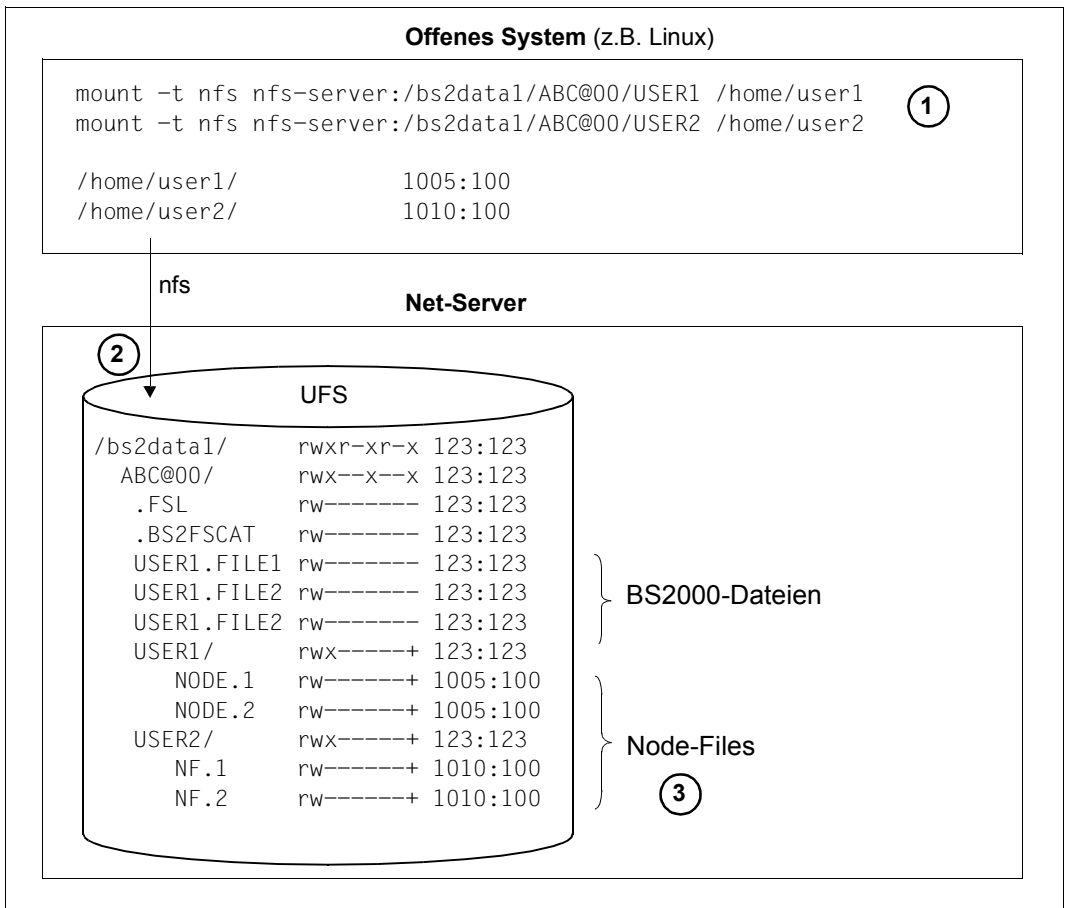 Offenes System (z.B. Linux)
mount -t nfs nfs-server:/bs2data1/ABC@00/USER1 /home/user1
mount -t nfs nfs-server:/bs2data1/ABC@00/USER2 /home/user2
1
/home/user1/ 1005:100
/home/user2/ 1010:100
nfs
Net-Server
2
UFS
/bs2data1/ rwxr-xr-x 123:123
ABC@00/ rwx--x--x 123:123
.FSL rw------- 123:123
.BS2FSCAT rw------- 123:123
USER1.FILE1 rw------- 123:123
USER1.FILE2 rw------- 123:123
USER1.FILE2 rw------- 123:123
BS2000-Dateien
USER1/ rwx-----+ 123:123
NODE.1 rw------+ 1005:100
NODE.2 rw------+ 1005:100
USER2/ rwx-----+ 123:123
NF.1 rw------+ 1010:100
NF.2 rw------+ 1010:100
Node-Files
3